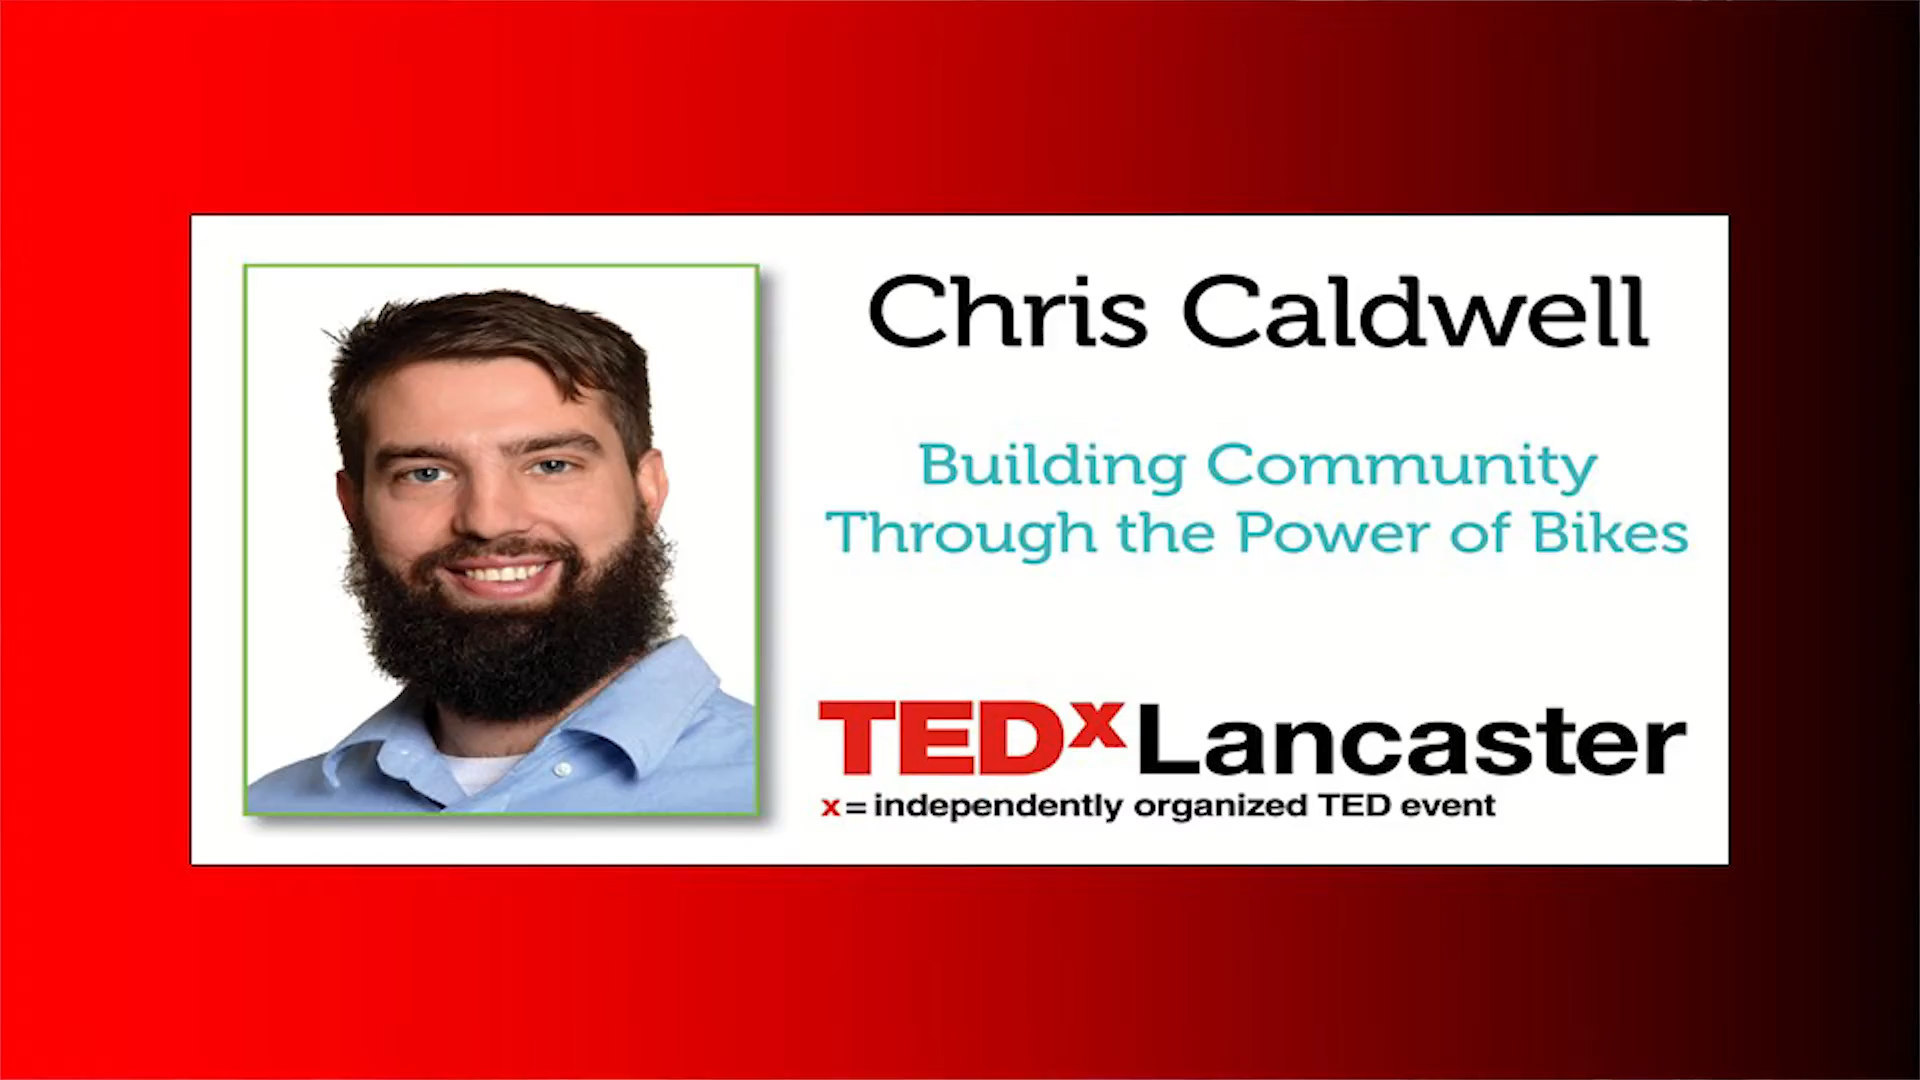 Chris Caldwell
Building Community
Through the Power of Bikes
TEDxLancaster
x = independently organized TED event